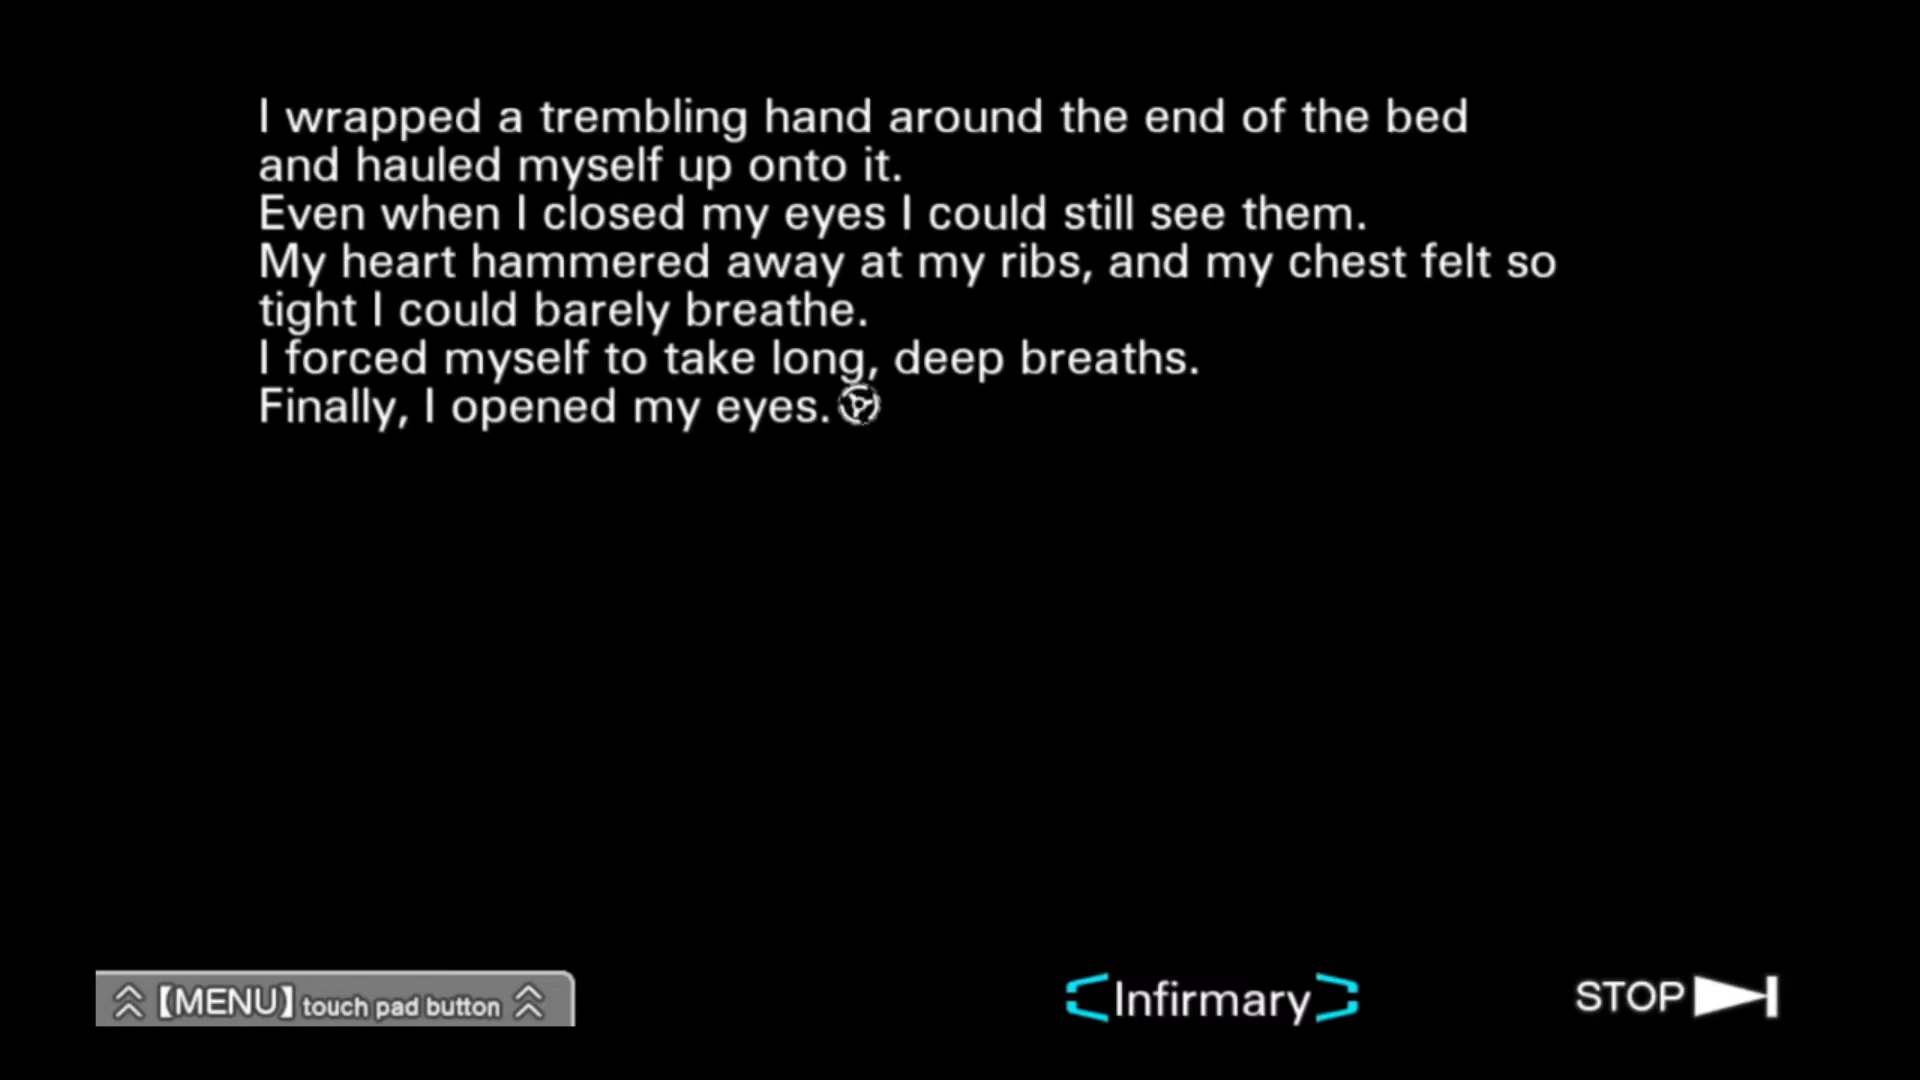 I wrapped a trembling hand around the end of the bed
and hauled myself up onto it.
Even when I closed my eyes I could still see them.
My heart hammered away at my ribs, and my chest felt so
tight I could barely breathe.
I forced myself to take long, deep breaths.
Finally, I opened my eyes.
【MENU】touch pad button
Infirmary
STOP